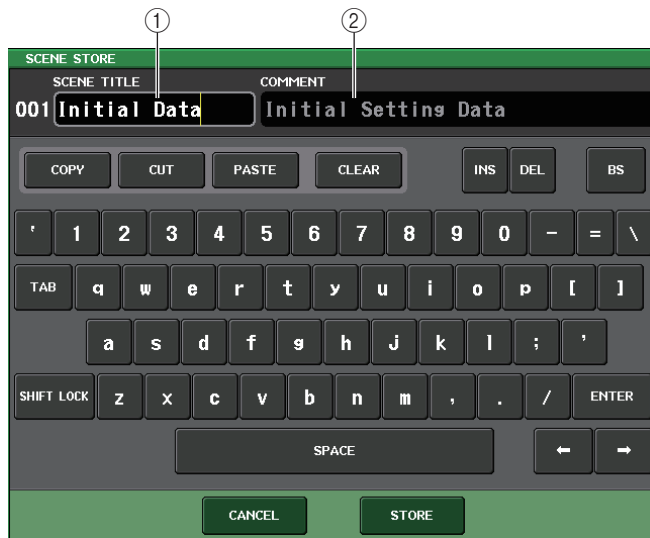 ① ②
SCENE STORE
SCENE TITLE COMMENT
001 Initial Data Initial Setting Data
COPY CUT PASTE CLEAR INS DEL BS
' 1 2 3 4 5 6 7 8 9 0 - = \
TAB q w e r t y u i o p [ ]
a s d f g h j k l ; '
SHIFT LOCK z x c v b n m , . / ENTER
SPACE ← →
CANCEL STORE